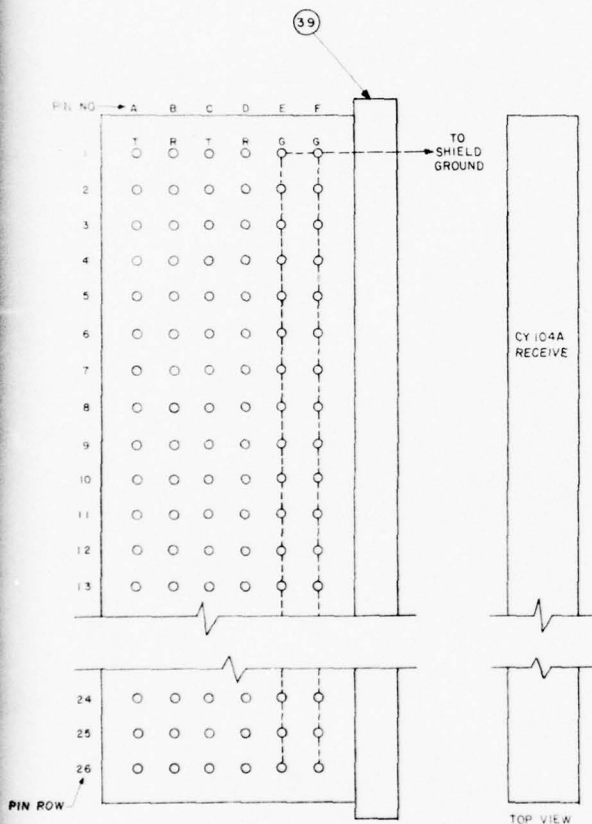 39
PIN NO A B C D E F
T R T R G G
1 TO
SHIELD
GROUND
2
3
4
5
6
7
8
9
10
11
12
13
CY 104A
RECEIVE
24
25
26
PIN ROW
TOP VIEW